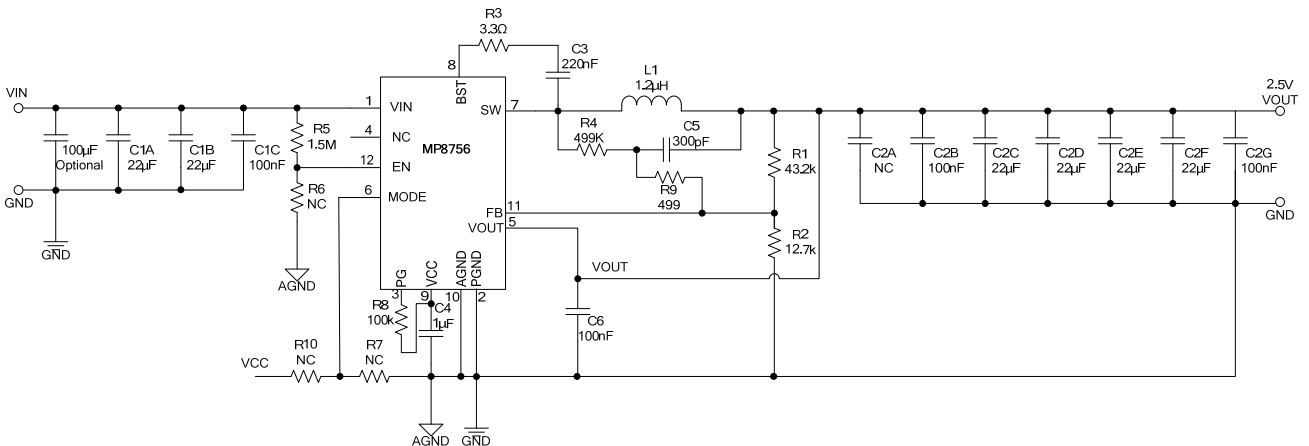 R3
3.3Ω
C3
220nF
8
BST
L1
1.2µH
2.5V
VOUT
VIN
1
VIN
SW
7
4
NC
MP8756
12
EN
6
MODE
100µF
Optional
C1A
22µF
C1B
22µF
C1C
100nF
R5
1.5M
R6
NC
R4
499K
C5
300pF
R9
499
R1
43.2k
C2A
NC
C2B
100nF
C2C
22µF
C2D
22µF
C2E
22µF
C2F
22µF
C2G
100nF
GND
GND
FB
11
VOUT
5
R2
12.7k
GND
AGND
VOUT
PG
VCC
AGND
PGND
3
9
10
2
R8
100k
C4
1µF
C6
100nF
VCC
R10
NC
R7
NC
AGND
GND